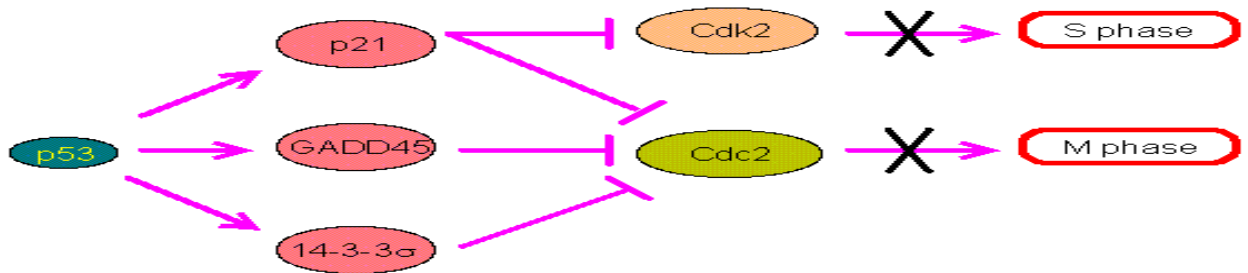 p21
Cdk2
S phase
p53
GADD45
Cdc2
M phase
14-3-3σ